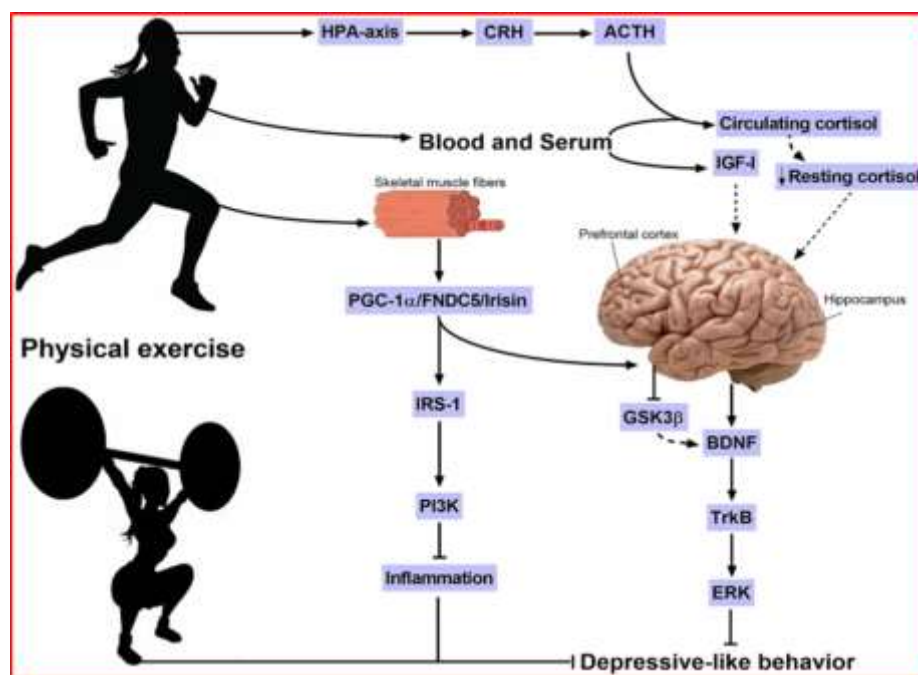 HPA-axis
CRH
ACTH
Blood and Serum
Circulating cortisol
IGF-I
↓ Resting cortisol
Skeletal muscle fibers
Prefrontal cortex
Hippocampus
PGC-1α/FNDC5/Irisin
Physical exercise
IRS-1
GSK3β
BDNF
PI3K
TrkB
Inflammation
ERK
Depressive-like behavior